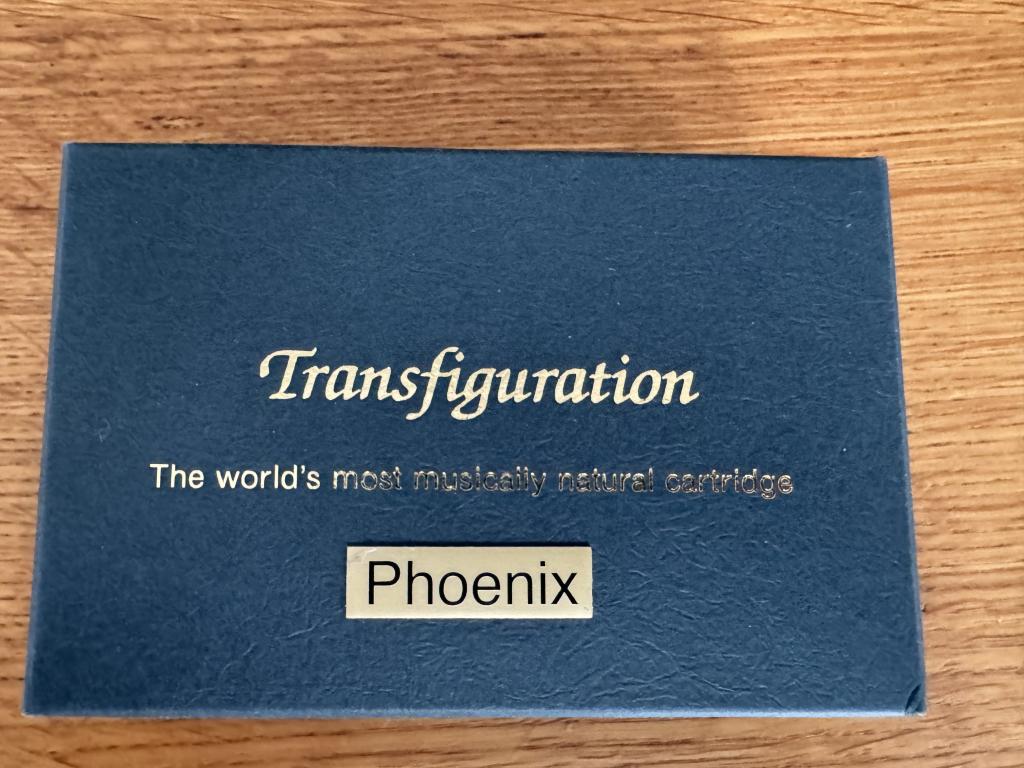 Transfiguration
The world's most musically natural cartridge
Phoenix